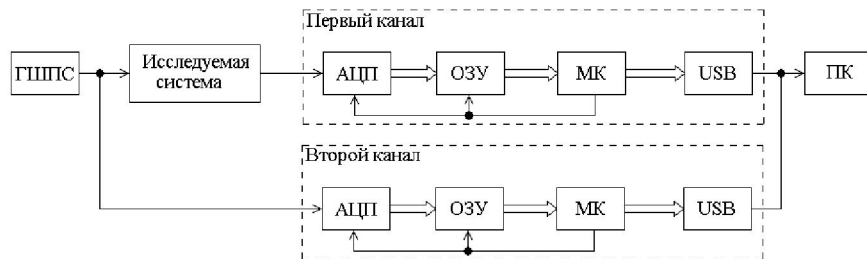 Первый канал
ГШПС
Исследуемая
система
АЦП
ОЗУ
МК
USB
ПК
Второй канал
АЦП
ОЗУ
МК
USB